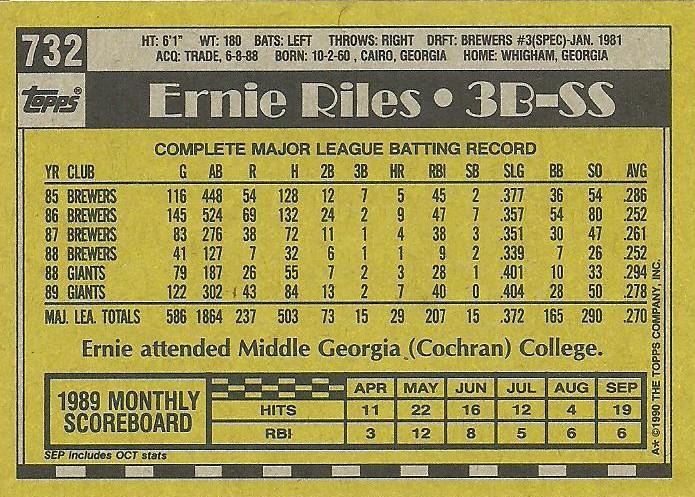 732
HT: 6'1" WT: 180 BATS: LEFT THROWS: RIGHT DRFT: BREWERS #3(SPEC)-JAN. 1981
ACQ: TRADE, 6-8-88 BORN: 10-2-60, CAIRO, GEORGIA HOME: WHIGHAM, GEORGIA
TOPPS®
Ernie Riles • 3B-SS
COMPLETE MAJOR LEAGUE BATTING RECORD
YR CLUB G AB R H 2B 3B HR RBI SB SLG BB SO AVG
85 BREWERS 116 448 54 128 12 7 5 45 2 .377 36 54 .286
86 BREWERS 145 524 69 132 24 2 9 47 7 .357 54 80 .252
87 BREWERS 83 276 38 72 11 1 4 38 3 .351 30 47 .261
88 BREWERS 41 127 7 32 6 1 1 9 2 .339 7 26 .252
88 GIANTS 79 187 26 55 7 2 3 28 1 .401 10 33 .294
89 GIANTS 122 302 43 84 13 2 7 40 0 .404 28 50 .278
MAJ. LEA. TOTALS 586 1864 237 503 73 15 29 207 15 .372 165 290 .270
Ernie attended Middle Georgia (Cochran) College.
1989 MONTHLY
SCOREBOARD
APR MAY JUN JUL AUG SEP
HITS 11 22 16 12 4 19
RBI 3 12 8 5 6 6
SEP includes OCT stats
A* ©1990 THE TOPPS COMPANY, INC.